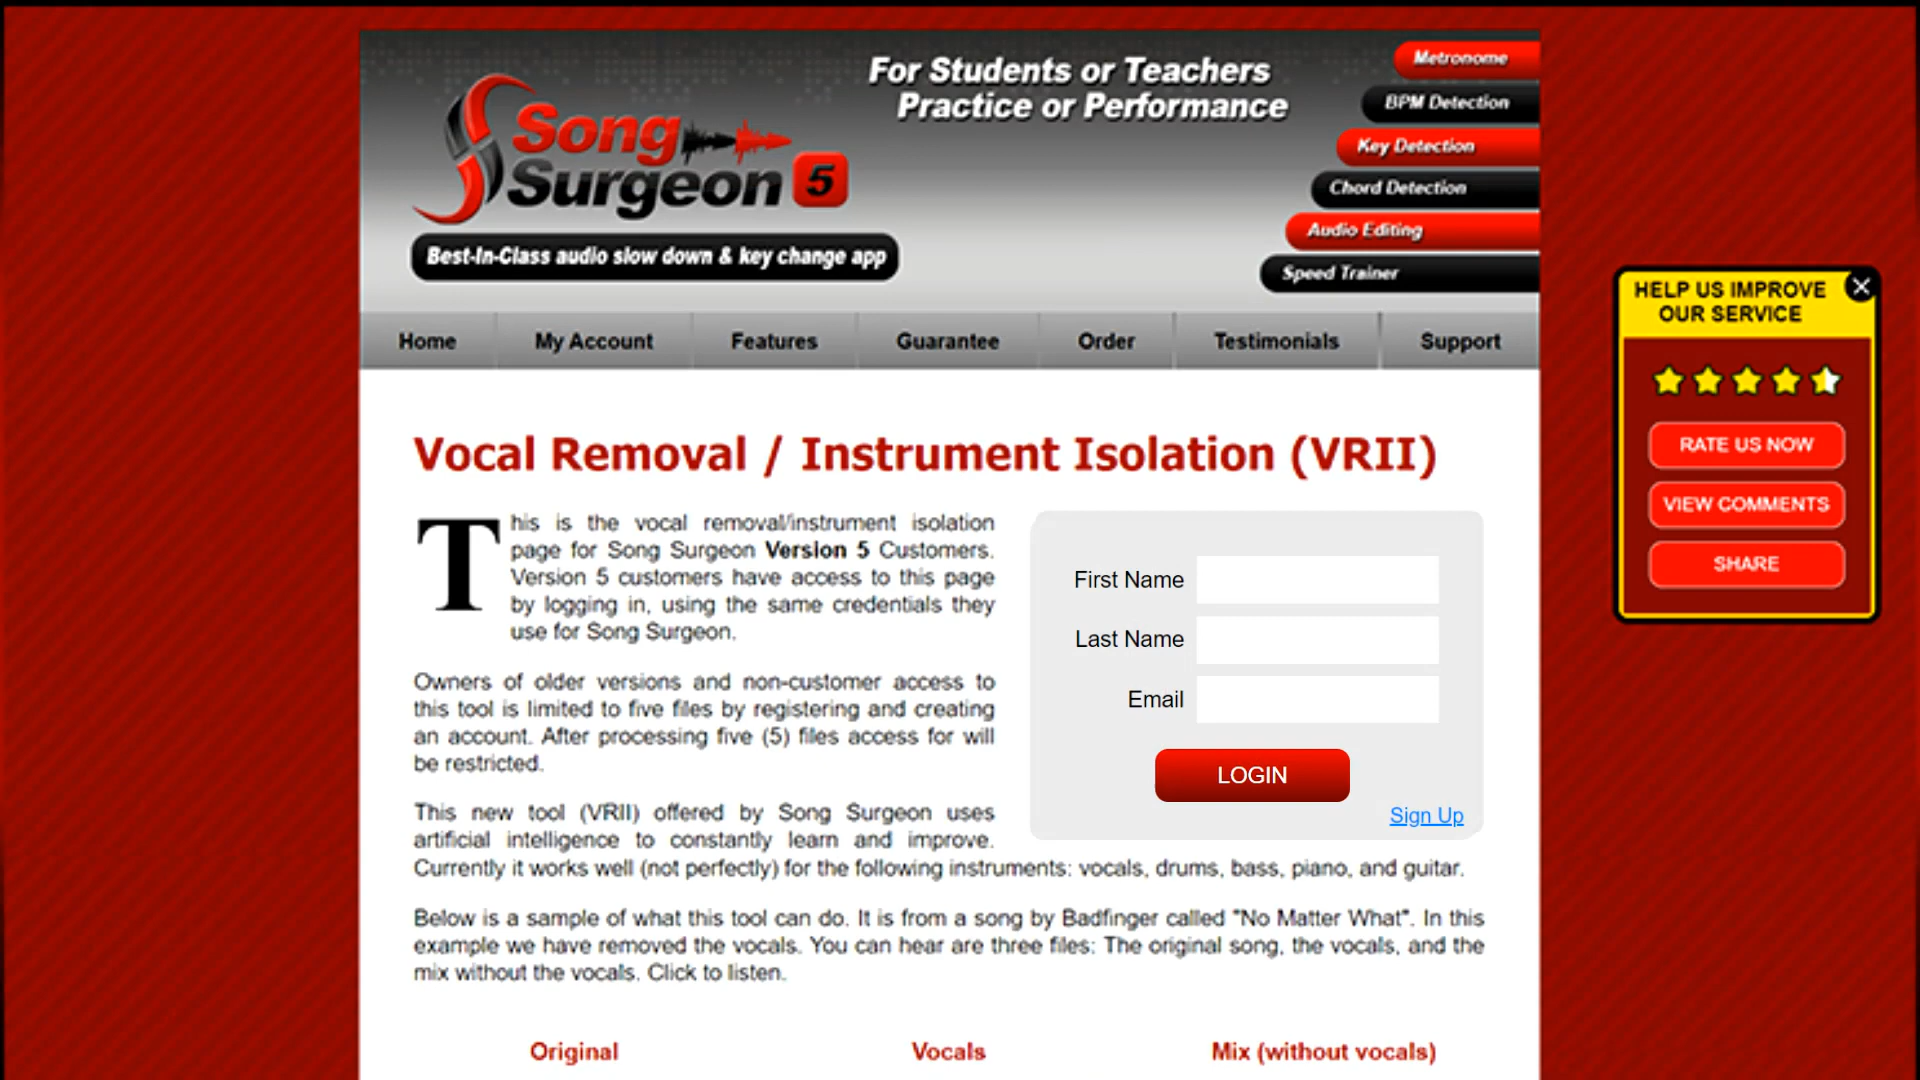 For Students or Teachers
Practice or Performance
Song
Surgeon 5
Best-In-Class audio slow down & key change app
Metronome
BPM Detection
Key Detection
Chord Detection
Audio Editing
Speed Trainer
Home My Account Features Guarantee Order Testimonials Support
Vocal Removal / Instrument Isolation (VRII)
This is the vocal removal/instrument isolation
page for Song Surgeon Version 5 Customers.
Version 5 customers have access to this page
by logging in, using the same credentials they
use for Song Surgeon.
Owners of older versions and non-customer access to
this tool is limited to five files by registering and creating
an account. After processing five (5) files access for will
be restricted.
This new tool (VRII) offered by Song Surgeon uses
artificial intelligence to constantly learn and improve.
Currently it works well (not perfectly) for the following instruments: vocals, drums, bass, piano, and guitar.
Below is a sample of what this tool can do. It is from a song by Badfinger called "No Matter What". In this
example we have removed the vocals. You can hear are three files: The original song, the vocals, and the
mix without the vocals. Click to listen.
Original Vocals Mix (without vocals)
First Name
Last Name
Email
LOGIN
Sign Up
HELP US IMPROVE
OUR SERVICE
RATE US NOW
VIEW COMMENTS
SHARE